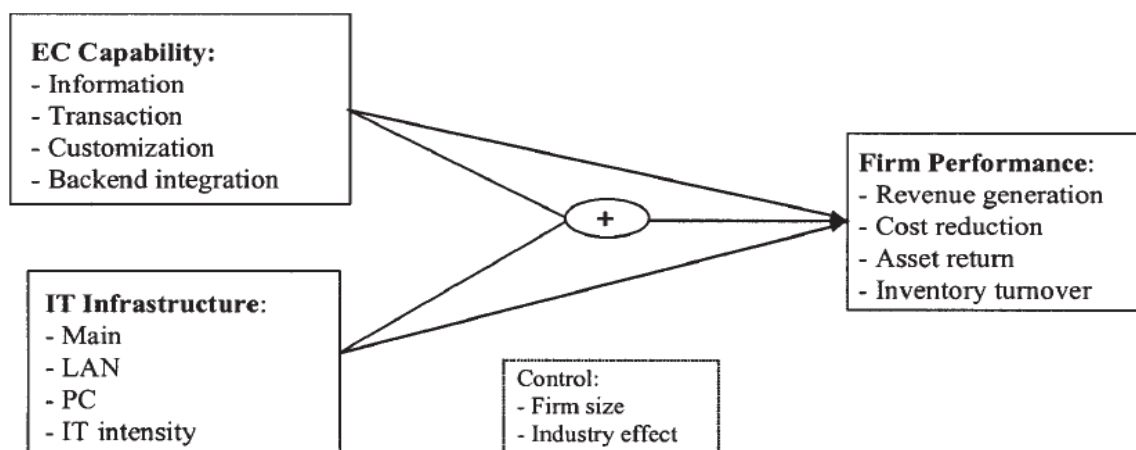 EC Capability:
- Information
- Transaction
- Customization
- Backend integration
+
Firm Performance:
- Revenue generation
- Cost reduction
- Asset return
- Inventory turnover
IT Infrastructure:
- Main
- LAN
- PC
- IT intensity
Control:
- Firm size
- Industry effect